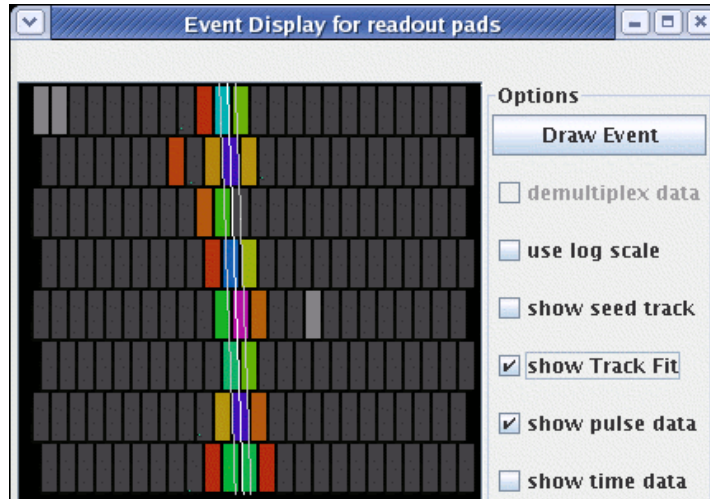 Event Display for readout pads
Options
Draw Event
demultiplex data
use log scale
show seed track
show Track Fit
show pulse data
show time data